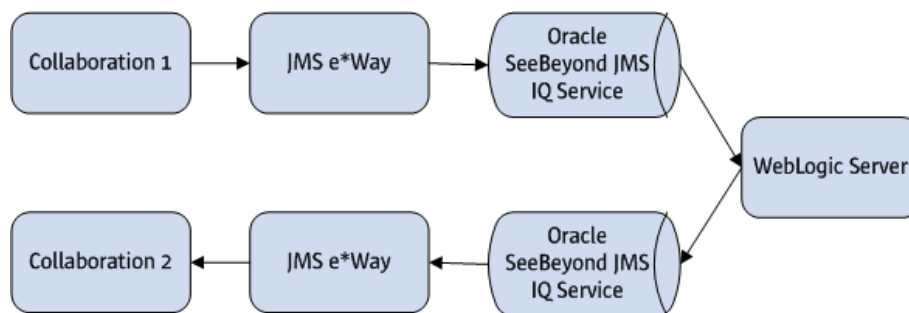 Collaboration 1
JMS e*Way
Oracle
SeeBeyond JMS
IQ Service
WebLogic Server
Collaboration 2
JMS e*Way
Oracle
SeeBeyond JMS
IQ Service